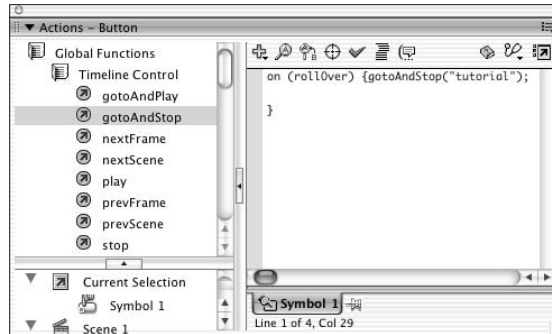 Actions - Button
Global Functions
Timeline Control
gotoAndPlay
gotoAndStop
nextFrame
nextScene
play
prevFrame
prevScene
stop
Current Selection
Symbol 1
Scene 1
on (rollOver) {gotoAndStop("tutorial");
}
Symbol 1
Line 1 of 4, Col 29